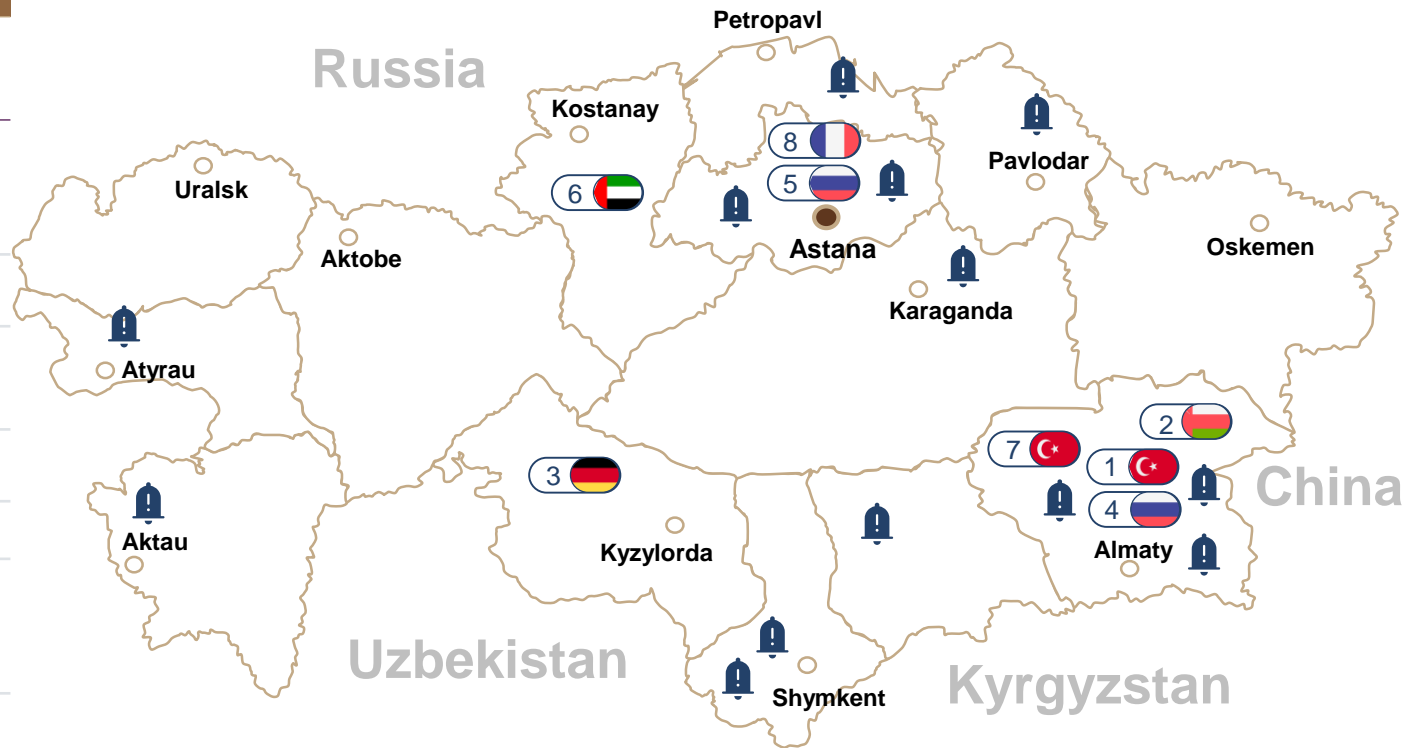 Petropavl
Russia
Kostanay
8
Pavlodar
Uralsk
6
5
Aktobe
Astana
Oskemen
Karaganda
Atyrau
2
7
1
3
China
4
Aktau
Kyzylorda
Almaty
Uzbekistan
Kyrgyzstan
Shymkent